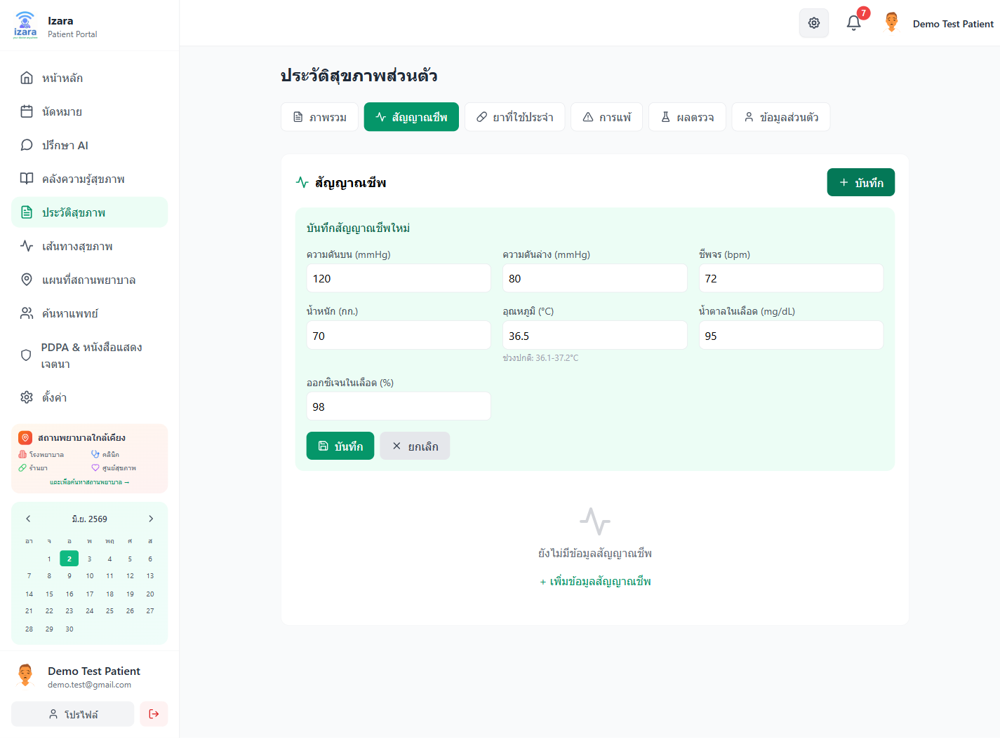 izara
Izara
Patient Portal
7
Demo Test Patient
หน้าหลัก
นัดหมาย
ปรึกษา AI
คลังความรู้สุขภาพ
ประวัติสุขภาพ
เส้นทางสุขภาพ
แผนที่สถานพยาบาล
ค้นหาแพทย์
PDPA & หนังสือแสดง
เจตนา
ตั้งค่า
สถานพยาบาลใกล้เคียง
โรงพยาบาล คลินิก
ร้านยา ศูนย์สุขภาพ
แตะเพื่อค้นหาสถานพยาบาล →
มิ.ย. 2569
อา จ อ พ พฤ ศ ส
1 2 3 4 5 6
7 8 9 10 11 12 13
14 15 16 17 18 19 20
21 22 23 24 25 26 27
28 29 30
Demo Test Patient
demo.test@gmail.com
โปรไฟล์
ประวัติสุขภาพส่วนตัว
ภาพรวม สัญญาณชีพ ยาที่ใช้ประจำ การแพ้ ผลตรวจ ข้อมูลส่วนตัว
สัญญาณชีพ
+ บันทึก
บันทึกสัญญาณชีพใหม่
ความดันบน (mmHg) ความดันล่าง (mmHg) ชีพจร (bpm)
120 80 72
น้ำหนัก (กก.) อุณหภูมิ (°C) น้ำตาลในเลือด (mg/dL)
70 36.5 95
ช่วงปกติ: 36.1-37.2°C
ออกซิเจนในเลือด (%)
98
บันทึก ยกเลิก
ยังไม่มีข้อมูลสัญญาณชีพ
+ เพิ่มข้อมูลสัญญาณชีพ